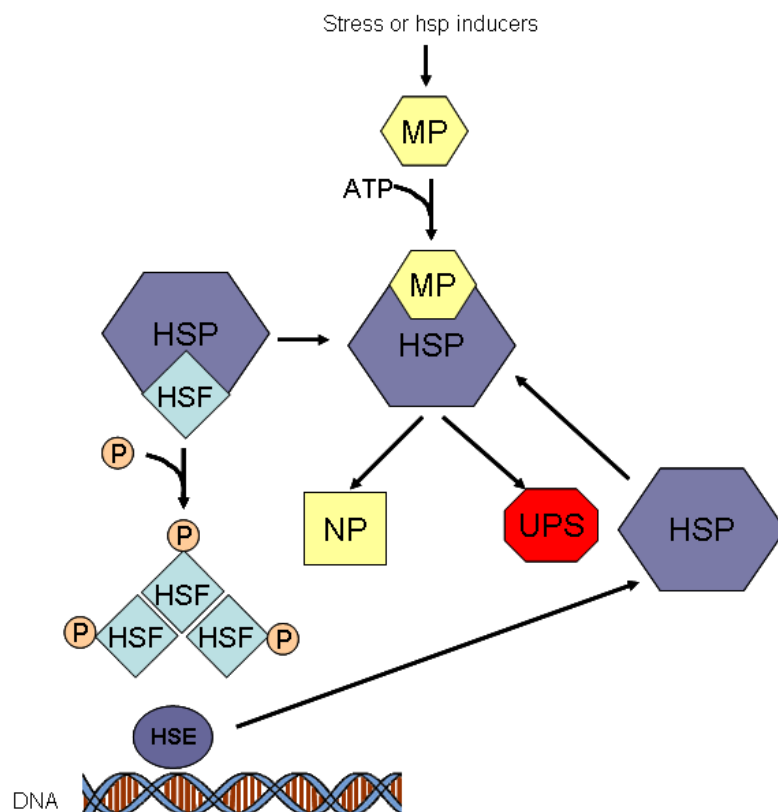 Stress or hsp inducers
MP
ATP
MP
HSP
HSP
HSF
P
NP
UPS
HSP
P
HSF
P
HSF
HSF
P
HSE
DNA